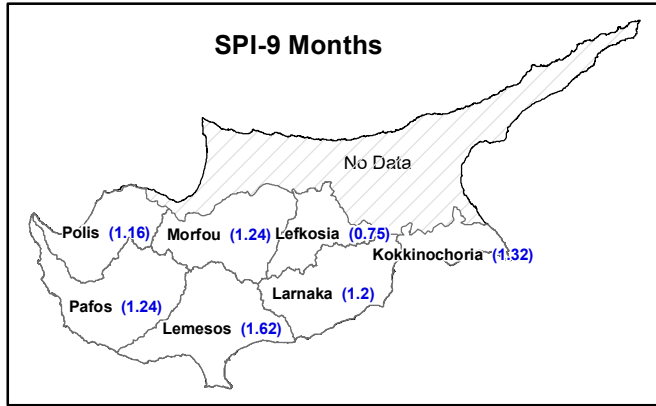 SPI-9 Months
No Data
Polis (1.16)
Morfou (1.24)
Lefkosia (0.75)
Kokkinochoria (1.32)
Pafos (1.24)
Larnaka (1.2)
Lemesos (1.62)